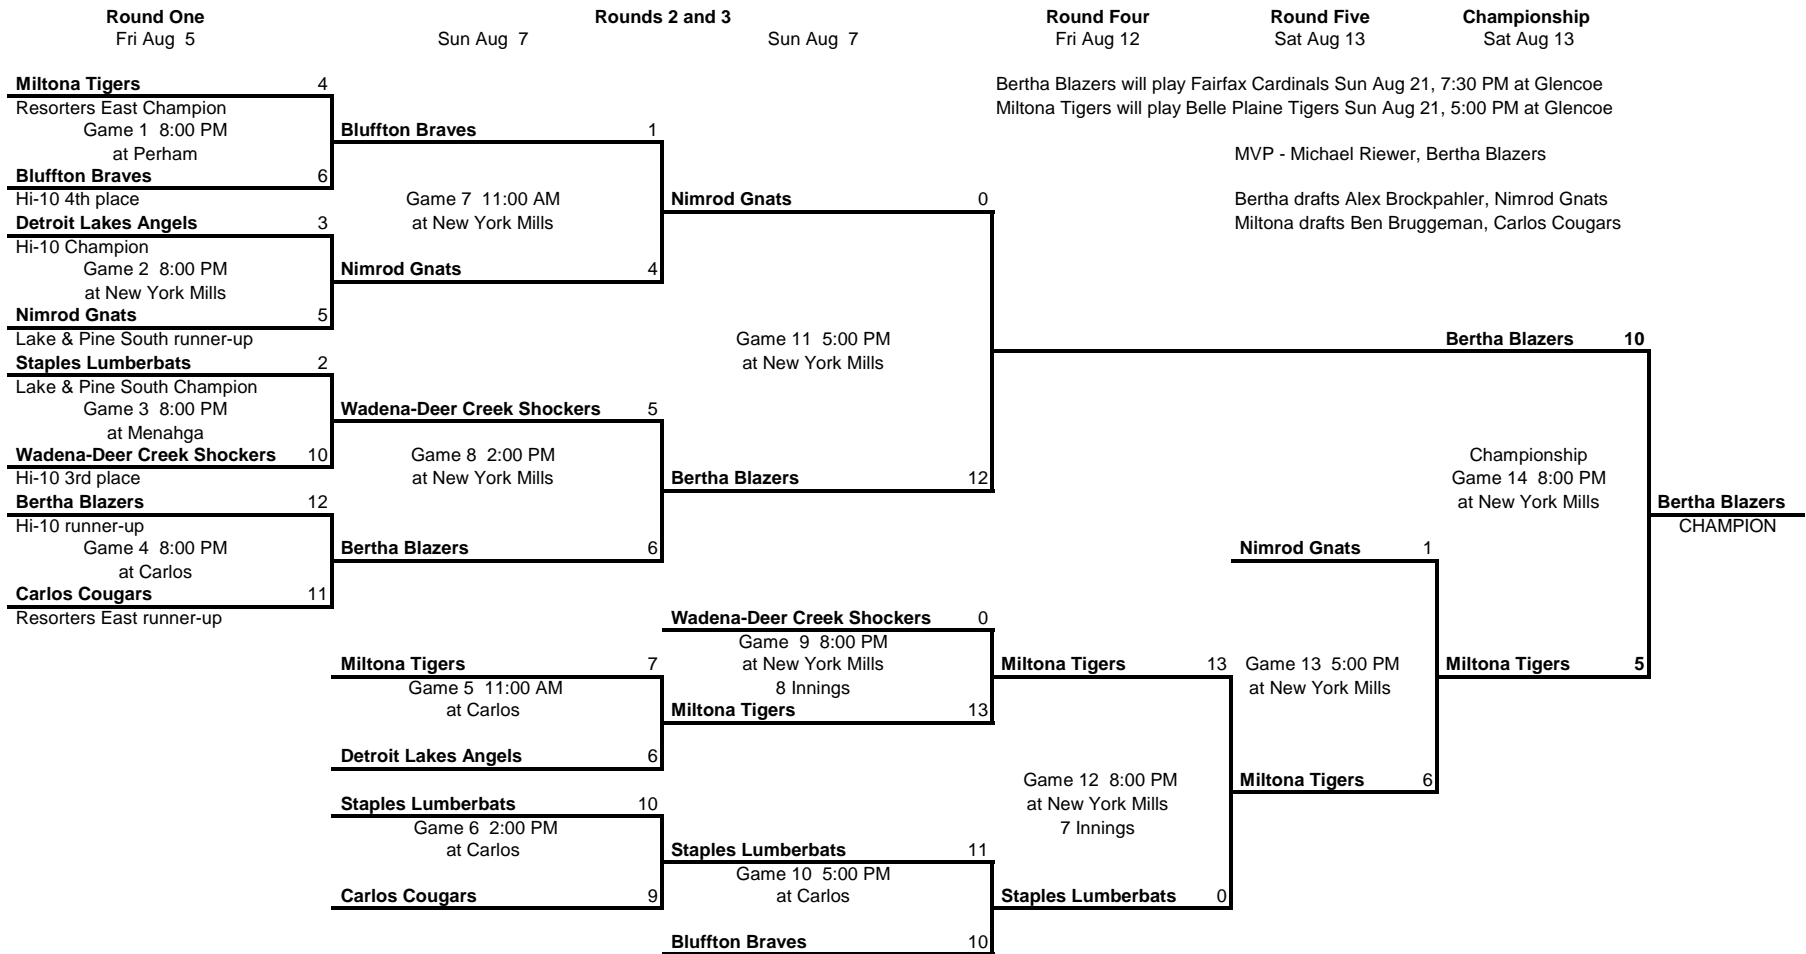 Round One
Rounds 2 and 3
Round Four
Round Five
Championship
Fri Aug 5
Sun Aug 7
Sun Aug 7
Fri Aug 12
Sat Aug 13
Sat Aug 13
Miltona Tigers 4
Resorters East Champion
Game 1 8:00 PM
at Perham
Bluffton Braves 6
Hi-10 4th place
Detroit Lakes Angels 3
Hi-10 Champion
Game 2 8:00 PM
at New York Mills
Nimrod Gnats 5
Lake & Pine South runner-up
Staples Lumberbats 2
Lake & Pine South Champion
Game 3 8:00 PM
at Menahga
Wadena-Deer Creek Shockers 10
Hi-10 3rd place
Bertha Blazers 12
Hi-10 runner-up
Game 4 8:00 PM
at Carlos
Carlos Cougars 11
Resorters East runner-up
Bluffton Braves 1
Game 7 11:00 AM
at New York Mills
Nimrod Gnats 4
Wadena-Deer Creek Shockers 5
Game 8 2:00 PM
at New York Mills
Bertha Blazers 6
Miltona Tigers 7
Game 5 11:00 AM
at Carlos
Detroit Lakes Angels 6
Staples Lumberbats 10
Game 6 2:00 PM
at Carlos
Carlos Cougars 9
Nimrod Gnats 0
Game 11 5:00 PM
at New York Mills
Bertha Blazers 12
Wadena-Deer Creek Shockers 0
Game 9 8:00 PM
at New York Mills
8 Innings
Miltona Tigers 13
Staples Lumberbats 11
Game 10 5:00 PM
at Carlos
Bluffton Braves 10
Bertha Blazers will play Fairfax Cardinals Sun Aug 21, 7:30 PM at Glencoe
Miltona Tigers will play Belle Plaine Tigers Sun Aug 21, 5:00 PM at Glencoe
MVP - Michael Riewer, Bertha Blazers
Bertha drafts Alex Brockpahler, Nimrod Gnats
Miltona drafts Ben Bruggeman, Carlos Cougars
Miltona Tigers 13
Game 12 8:00 PM
at New York Mills
7 Innings
Staples Lumberbats 0
Nimrod Gnats 1
Game 13 5:00 PM
at New York Mills
Miltona Tigers 6
Bertha Blazers 10
Championship
Game 14 8:00 PM
at New York Mills
Miltona Tigers 5
Bertha Blazers
CHAMPION